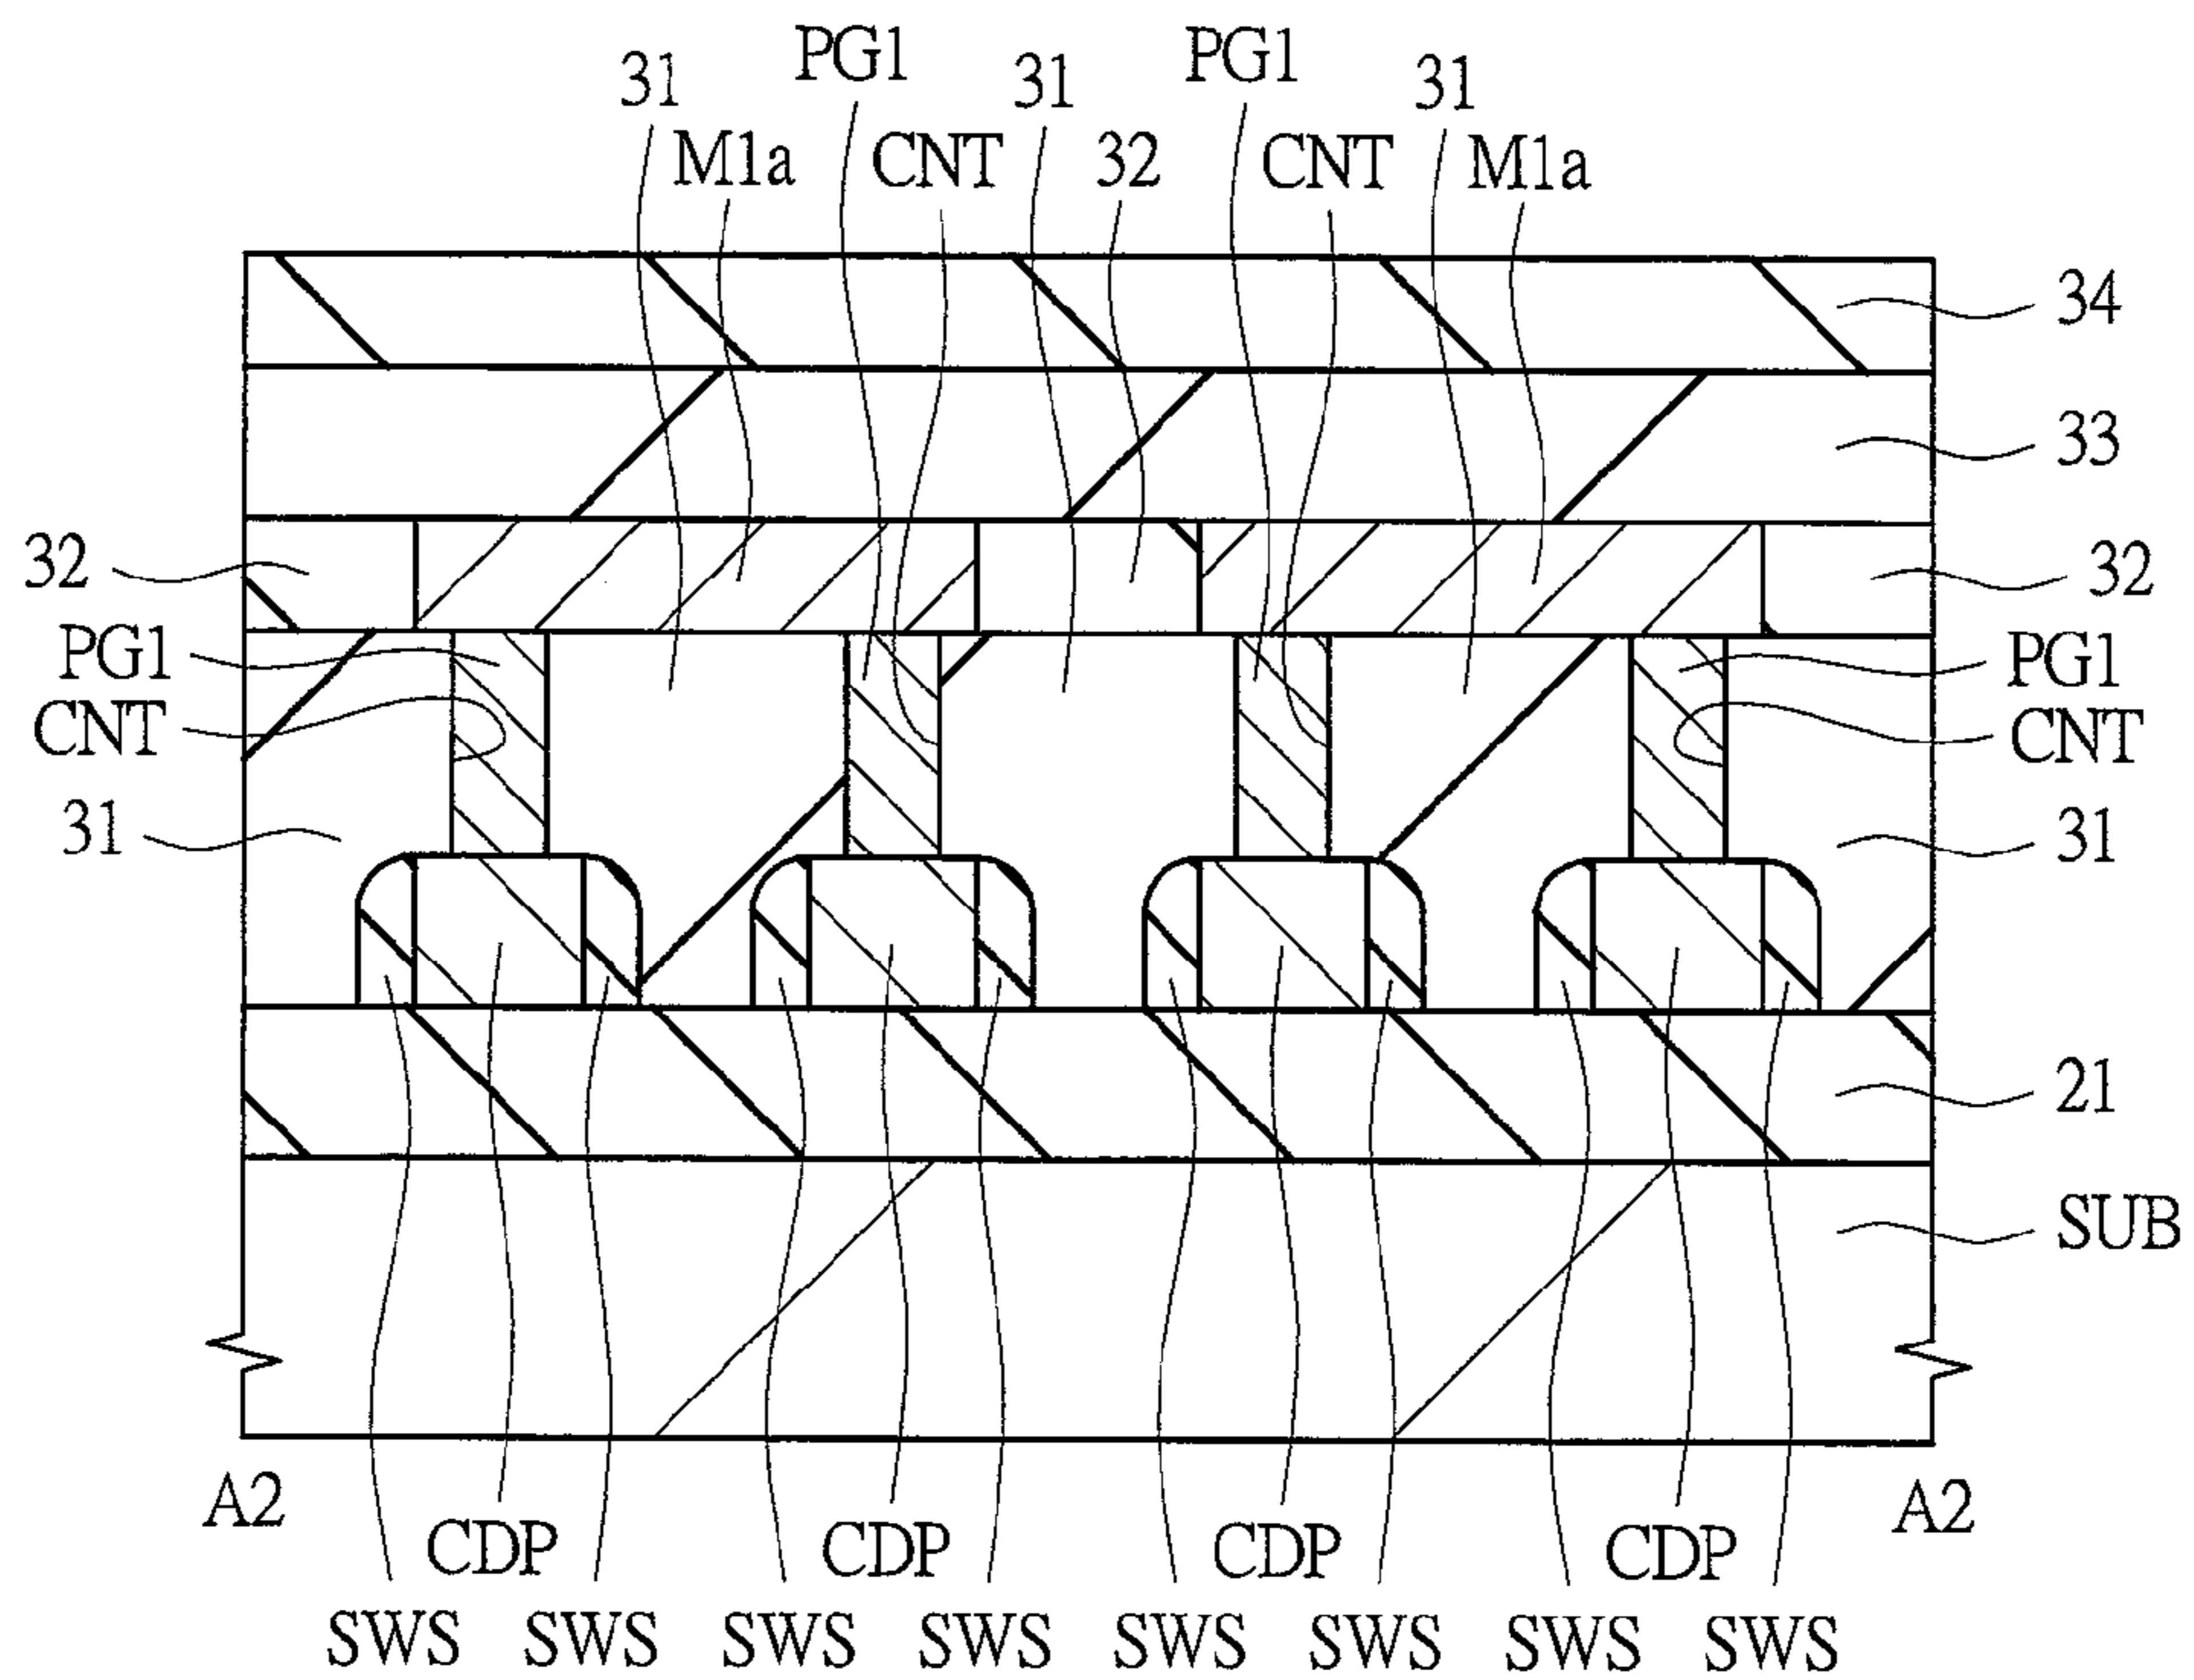 PG1 PG1
31 31 31
M1a CNT 32 CNT M1a
34
33
32 32
PG1 PG1
CNT CNT
31 31
21
SUB
A2 A2
CDP CDP CDP CDP
SWS SWS SWS SWS SWS SWS SWS SWS